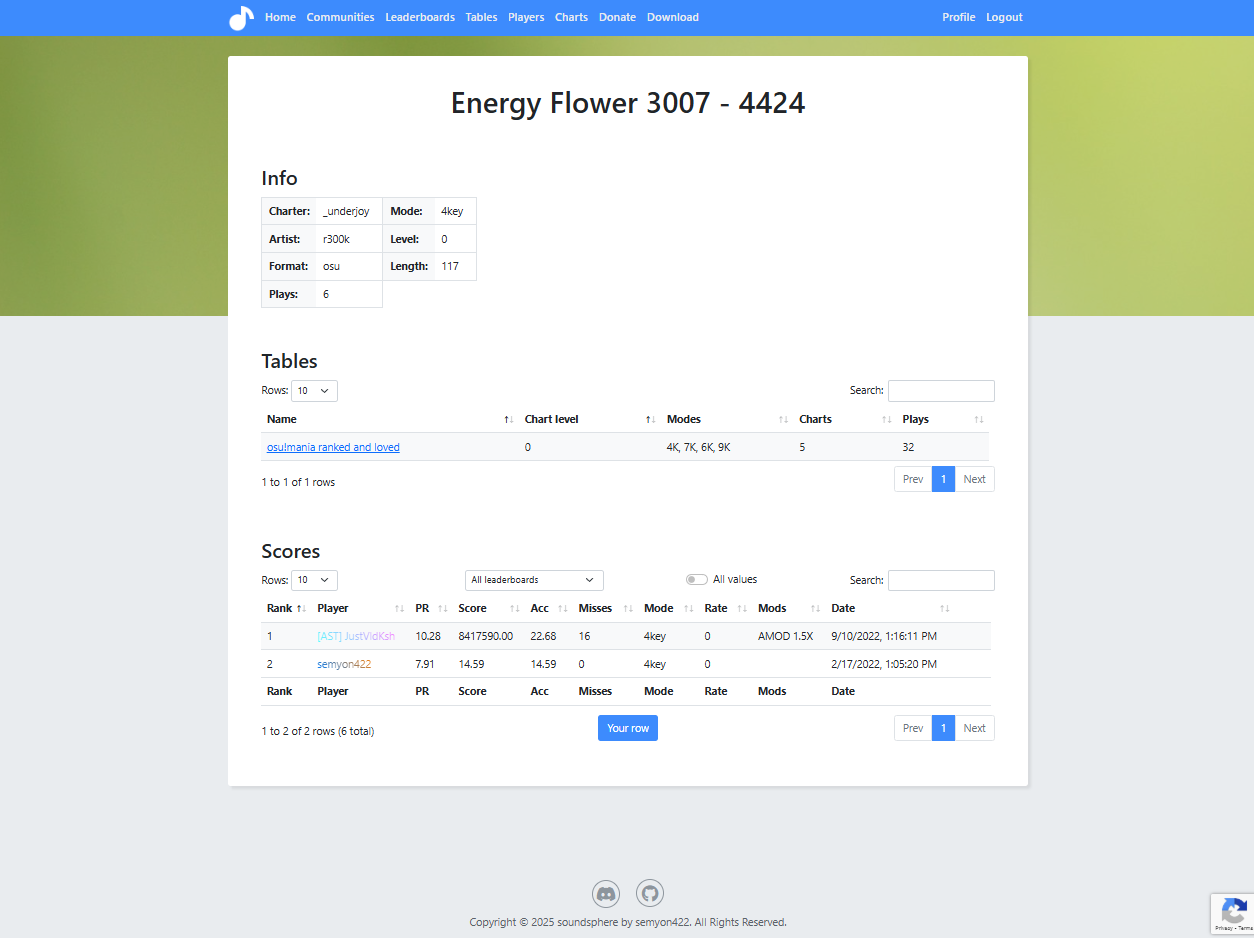 Home Communities Leaderboards Tables Players Charts Donate Download Profile Logout
Energy Flower 3007 - 4424
Info
Charter: _underjoy Mode: 4key
Artist: r300k Level: 0
Format: osu Length: 117
Plays: 6
Tables
Rows: 10 Search:
Name ↑↓ Chart level ↑↓ Modes ↑↓ Charts ↑↓ Plays ↑↓
osu!mania ranked and loved 0 4K, 7K, 6K, 9K 5 32
1 to 1 of 1 rows Prev 1 Next
Scores
Rows: 10 All leaderboards All values Search:
Rank ↑↓ Player ↑↓ PR ↑↓ Score ↑↓ Acc ↑↓ Misses ↑↓ Mode ↑↓ Rate ↑↓ Mods ↑↓ Date ↑↓
1 [AST] JustVidKsh 10.28 8417590.00 22.68 16 4key 0 AMOD 1.5X 9/10/2022, 1:16:11 PM
2 semyon422 7.91 14.59 14.59 0 4key 0 2/17/2022, 1:05:20 PM
Rank Player PR Score Acc Misses Mode Rate Mods Date
1 to 2 of 2 rows (6 total) Your row Prev 1 Next
Copyright © 2025 soundsphere by semyon422. All Rights Reserved.
Privacy - Terms